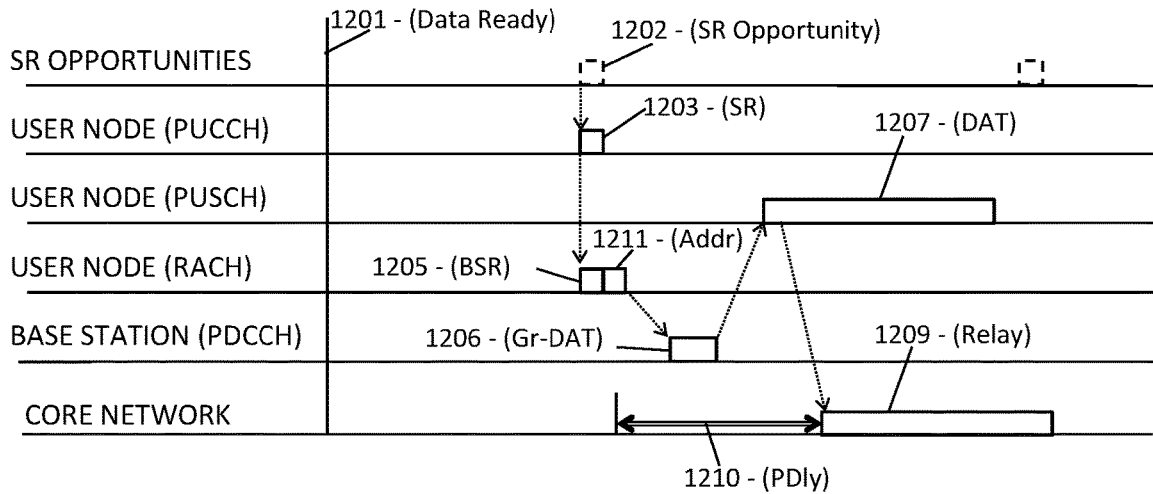 1201 - (Data Ready)
1202 - (SR Opportunity)
SR OPPORTUNITIES
1203 - (SR)
USER NODE (PUCCH)
1207 - (DAT)
USER NODE (PUSCH)
1211 - (Addr)
USER NODE (RACH)
1205 - (BSR)
BASE STATION (PDCCH)
1206 - (Gr-DAT)
1209 - (Relay)
CORE NETWORK
1210 - (PDly)